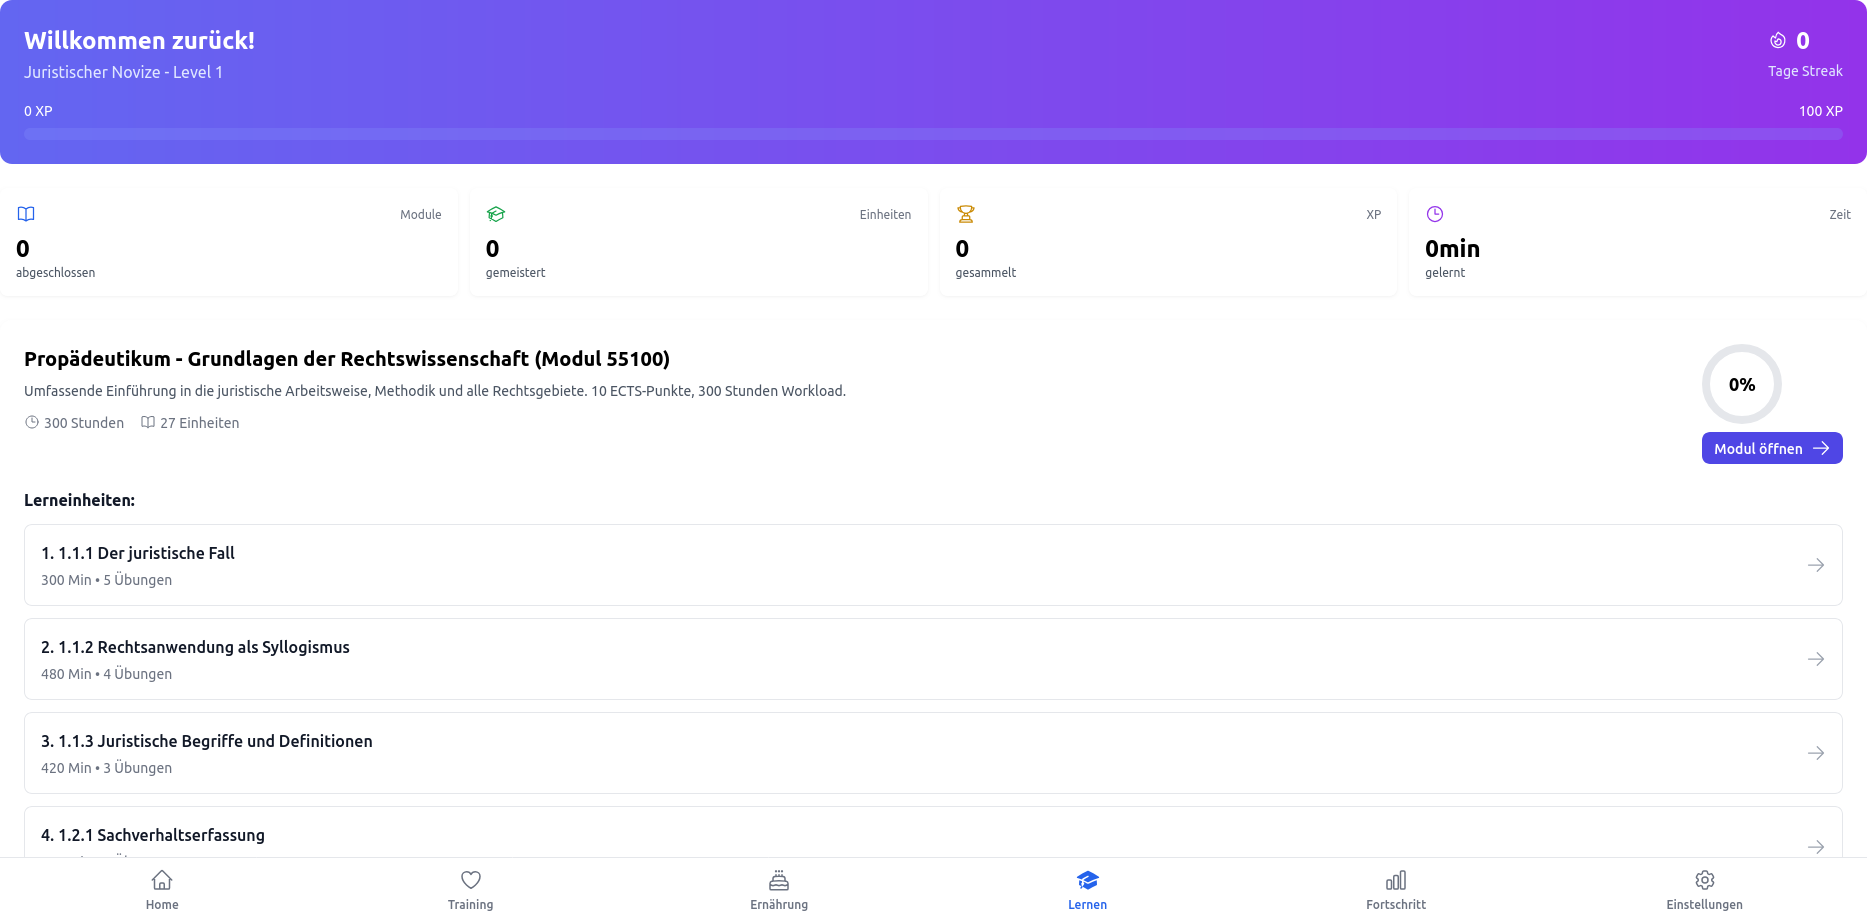 Willkommen zurück!
0
Juristischer Novize - Level 1
Tage Streak
0 XP
100 XP
Module
0
abgeschlossen
Einheiten
0
gemeistert
XP
0
gesammelt
Zeit
0min
gelernt
Propädeutikum - Grundlagen der Rechtswissenschaft (Modul 55100)
Umfassende Einführung in die juristische Arbeitsweise, Methodik und alle Rechtsgebiete. 10 ECTS-Punkte, 300 Stunden Workload.
300 Stunden 27 Einheiten
0%
Modul öffnen
Lerneinheiten:
1. 1.1.1 Der juristische Fall
300 Min • 5 Übungen
2. 1.1.2 Rechtsanwendung als Syllogismus
480 Min • 4 Übungen
3. 1.1.3 Juristische Begriffe und Definitionen
420 Min • 3 Übungen
4. 1.2.1 Sachverhaltserfassung
Home
Training
Ernährung
Lernen
Fortschritt
Einstellungen